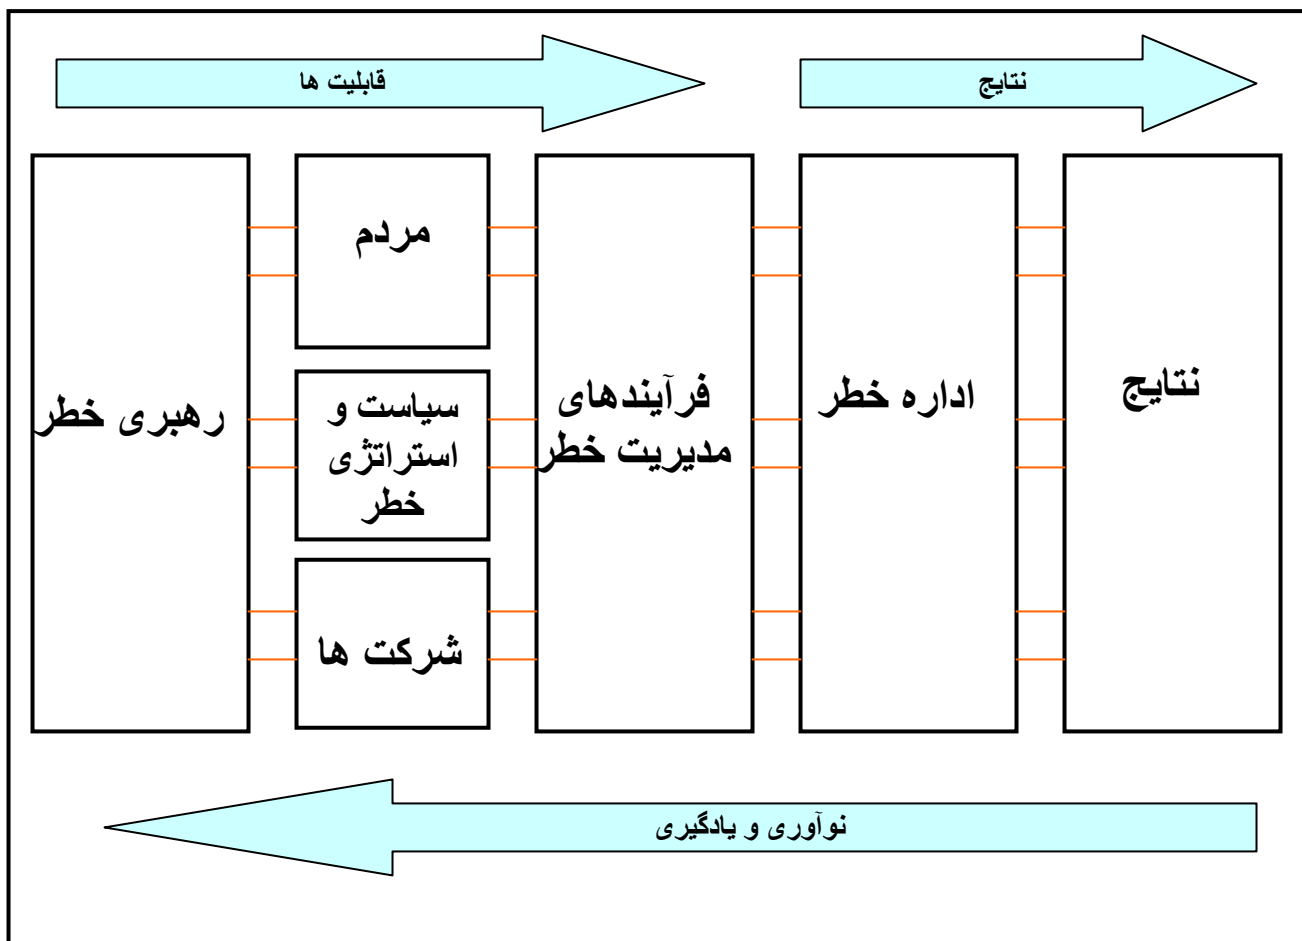 قابلیت ها
نتایج
رهبری خطر
مردم
سیاست و
استراتژی
خطر
شرکت ها
فرآیندهای
مدیریت خطر
اداره خطر
نتایج
نوآوری و یادگیری